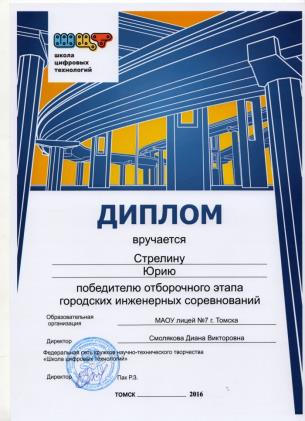 школа
цифровых
технологий
ДИПЛОМ
вручается
Стрелину
Юрию
победителю отборочного этапа
городских инженерных соревнований
Образовательная организация МАОУ лицей №7 г. Томска
Директор Смолякова Диана Викторовна
Федеральная сеть кружков научно-технического творчества
«Школа цифровых технологий»
Директор Пак Р.З.
ТОМСК 2016